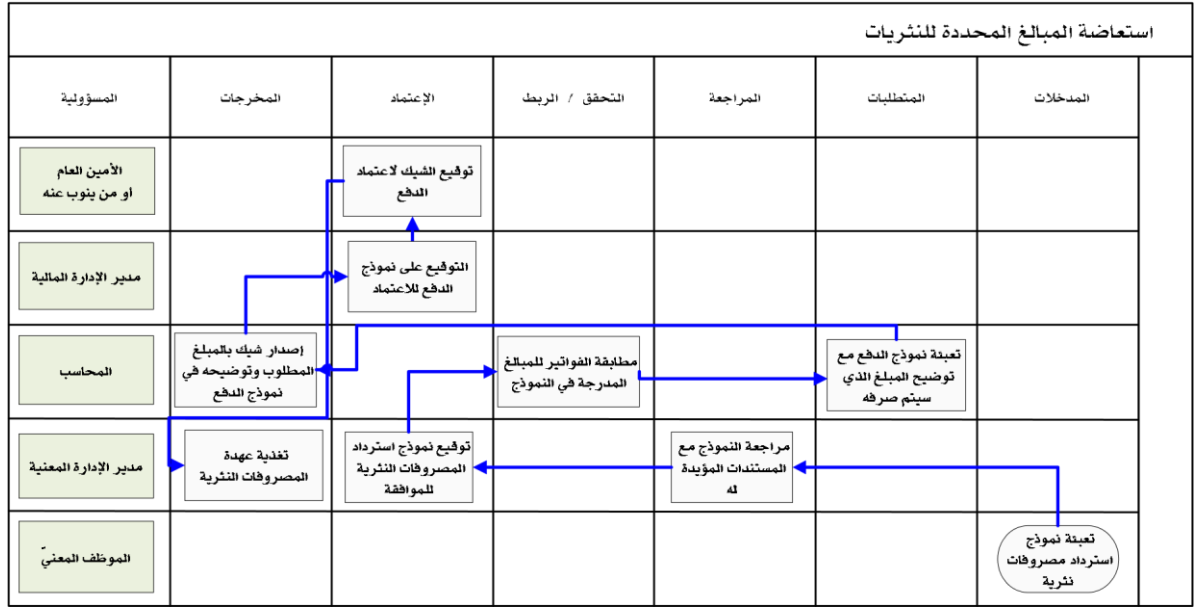 استعاضة المبالغ المحددة للنثريات
المدخلات
المتطلبات
المراجعة
التحقق / الربط
الإعتماد
المخرجات
المسؤولية
توقيع الشيك لاعتماد
الدفع
الأمين العام
أو من ينوب عنه
التوقيع على نموذج
الدفع للاعتماد
مدير الإدارة المالية
تعبئة نموذج الدفع مع
توضيح المبلغ الذي
سيتم صرفه
مطابقة الفواتير للمبالغ
المدرجة في النموذج
إصدار شيك بالمبلغ
المطلوب وتوضيحه في
نموذج الدفع
المحاسب
مراجعة النموذج مع
المستندات المؤيدة
له
توقيع نموذج استرداد
المصروفات النثرية
للموافقة
تغذية عهدة
المصروفات النثرية
مدير الإدارة المعنية
تعبئة نموذج
استرداد مصروفات
نثرية
الموظف المعنيّ